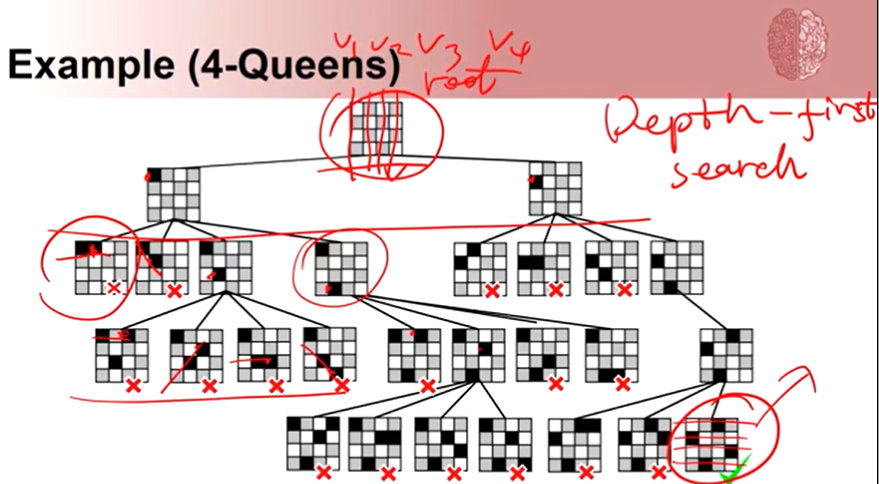 V1 V2 V3 V4
Example (4-Queens)
root
Depth-first
search